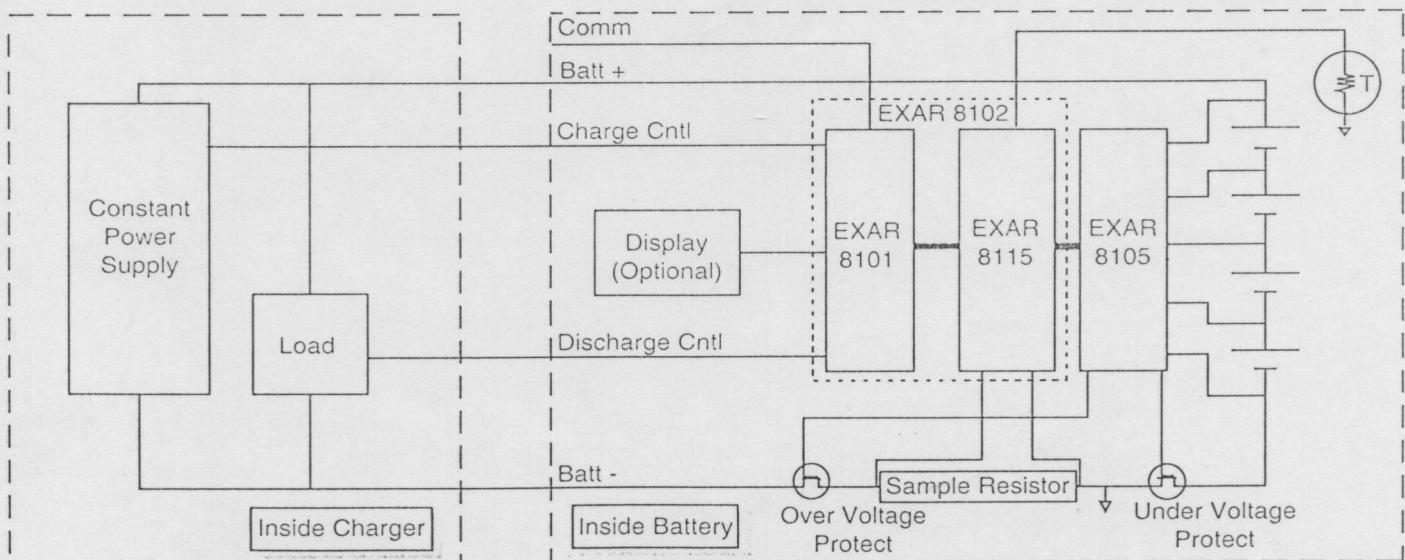 Comm
Batt +
T
EXAR 8102
Charge Cntl
Constant
Power
Supply
Display
(Optional)
EXAR
8101
EXAR
8115
EXAR
8105
Load
Discharge Cntl
Batt -
Sample Resistor
Inside Charger
Inside Battery
Over Voltage
Protect
Under Voltage
Protect